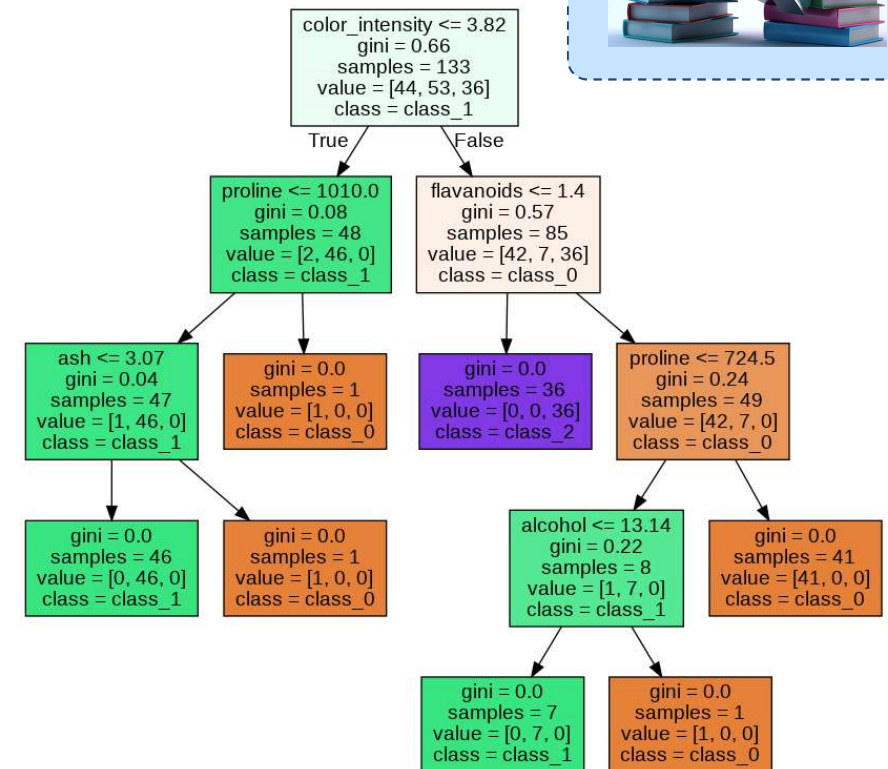 color_intensity <= 3.82
gini = 0.66
samples = 133
value = [44, 53, 36]
class = class_1
True
False
proline <= 1010.0
gini = 0.08
samples = 48
value = [2, 46, 0]
class = class_1
flavanoids <= 1.4
gini = 0.57
samples = 85
value = [42, 7, 36]
class = class_0
ash <= 3.07
gini = 0.04
samples = 47
value = [1, 46, 0]
class = class_1
gini = 0.0
samples = 1
value = [1, 0, 0]
class = class_0
gini = 0.0
samples = 36
value = [0, 0, 36]
class = class_2
proline <= 724.5
gini = 0.24
samples = 49
value = [42, 7, 0]
class = class_0
gini = 0.0
samples = 46
value = [0, 46, 0]
class = class_1
gini = 0.0
samples = 1
value = [1, 0, 0]
class = class_0
alcohol <= 13.14
gini = 0.22
samples = 8
value = [1, 7, 0]
class = class_1
gini = 0.0
samples = 41
value = [41, 0, 0]
class = class_0
gini = 0.0
samples = 7
value = [0, 7, 0]
class = class_1
gini = 0.0
samples = 1
value = [1, 0, 0]
class = class_0